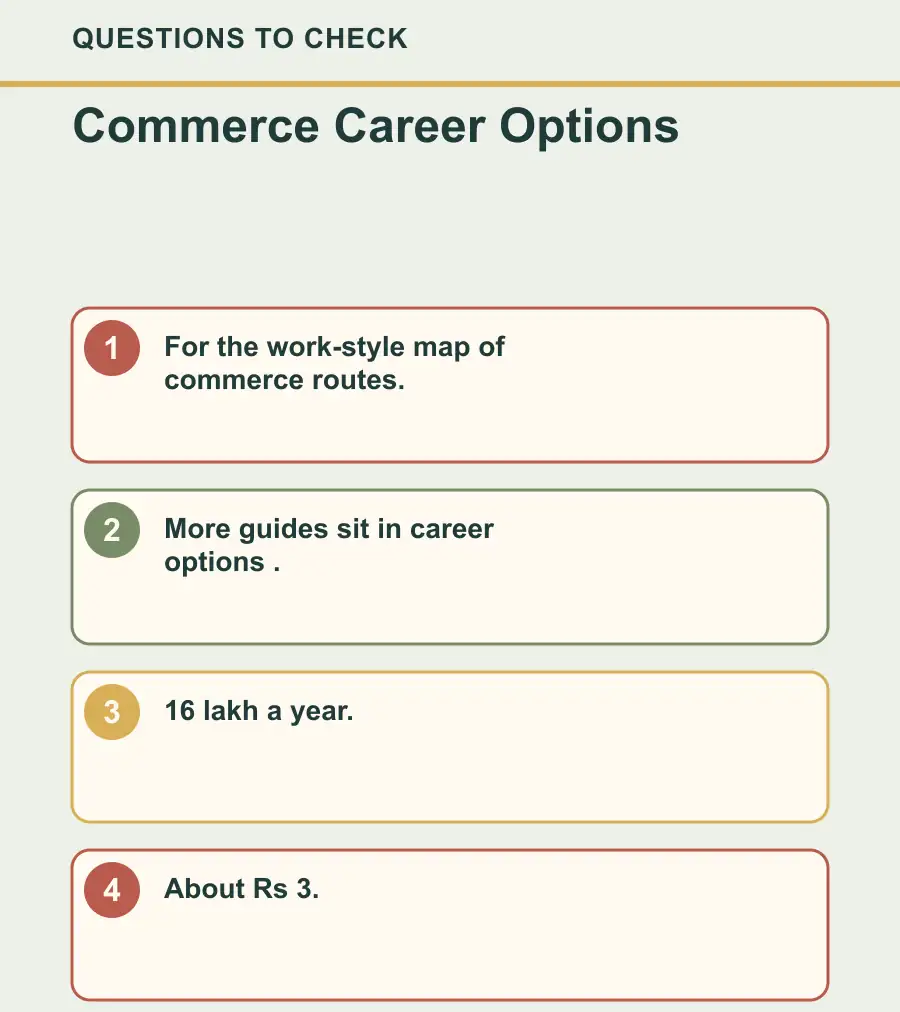 QUESTIONS TO CHECK
Commerce Career Options
1
For the work-style map of
commerce routes.
2
More guides sit in career
options .
3
16 lakh a year.
4
About Rs 3.